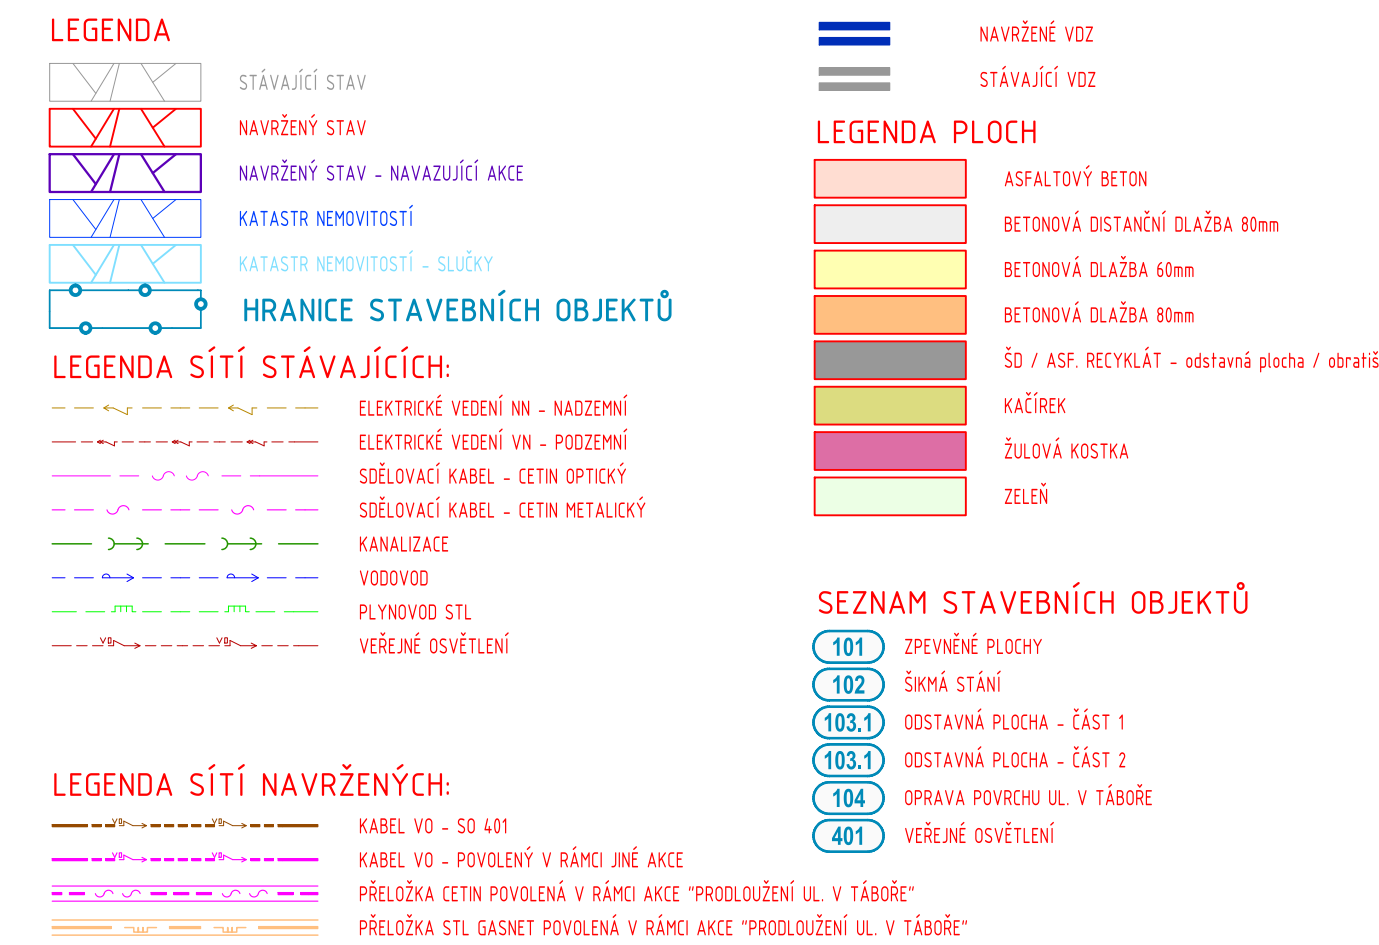 LEGENDA
STÁVAJÍCÍ STAV
NAVRŽENÝ STAV
NAVRŽENÝ STAV - NAVAZUJÍCÍ AKCE
KATASTR NEMOVITOSTÍ
KATASTR NEMOVITOSTÍ - SLUČKY
HRANICE STAVEBNÍCH OBJEKTŮ
LEGENDA SÍTÍ STÁVAJÍCÍCH:
ELEKTRICKÉ VEDENÍ NN - NADZEMNÍ
ELEKTRICKÉ VEDENÍ VN - PODZEMNÍ
SDĚLOVACÍ KABEL - CETIN OPTICKÝ
SDĚLOVACÍ KABEL - CETIN METALICKÝ
KANALIZACE
VODOVOD
PLYNOVOD STL
VO VO VEŘEJNÉ OSVĚTLENÍ
LEGENDA SÍTÍ NAVRŽENÝCH:
VO VO KABEL VO - SO 401
VO VO KABEL VO - POVOLENÝ V RÁMCI JINÉ AKCE
PŘELOŽKA CETIN POVOLENÁ V RÁMCI AKCE "PRODLOUŽENÍ UL. V TÁBOŘE"
PŘELOŽKA STL GASNET POVOLENÁ V RÁMCI AKCE "PRODLOUŽENÍ UL. V TÁBOŘE"
NAVRŽENÉ VDZ
STÁVAJÍCÍ VDZ
LEGENDA PLOCH
ASFALTOVÝ BETON
BETONOVÁ DISTANČNÍ DLAŽBA 80mm
BETONOVÁ DLAŽBA 60mm
BETONOVÁ DLAŽBA 80mm
ŠD / ASF. RECYKLÁT - odstavná plocha / obratiš
KAČÍREK
ŽULOVÁ KOSTKA
ZELEŇ
SEZNAM STAVEBNÍCH OBJEKTŮ
101 ZPEVNĚNÉ PLOCHY
102 ŠIKMÁ STÁNÍ
103.1 ODSTAVNÁ PLOCHA - ČÁST 1
103.1 ODSTAVNÁ PLOCHA - ČÁST 2
104 OPRAVA POVRCHU UL. V TÁBOŘE
401 VEŘEJNÉ OSVĚTLENÍ